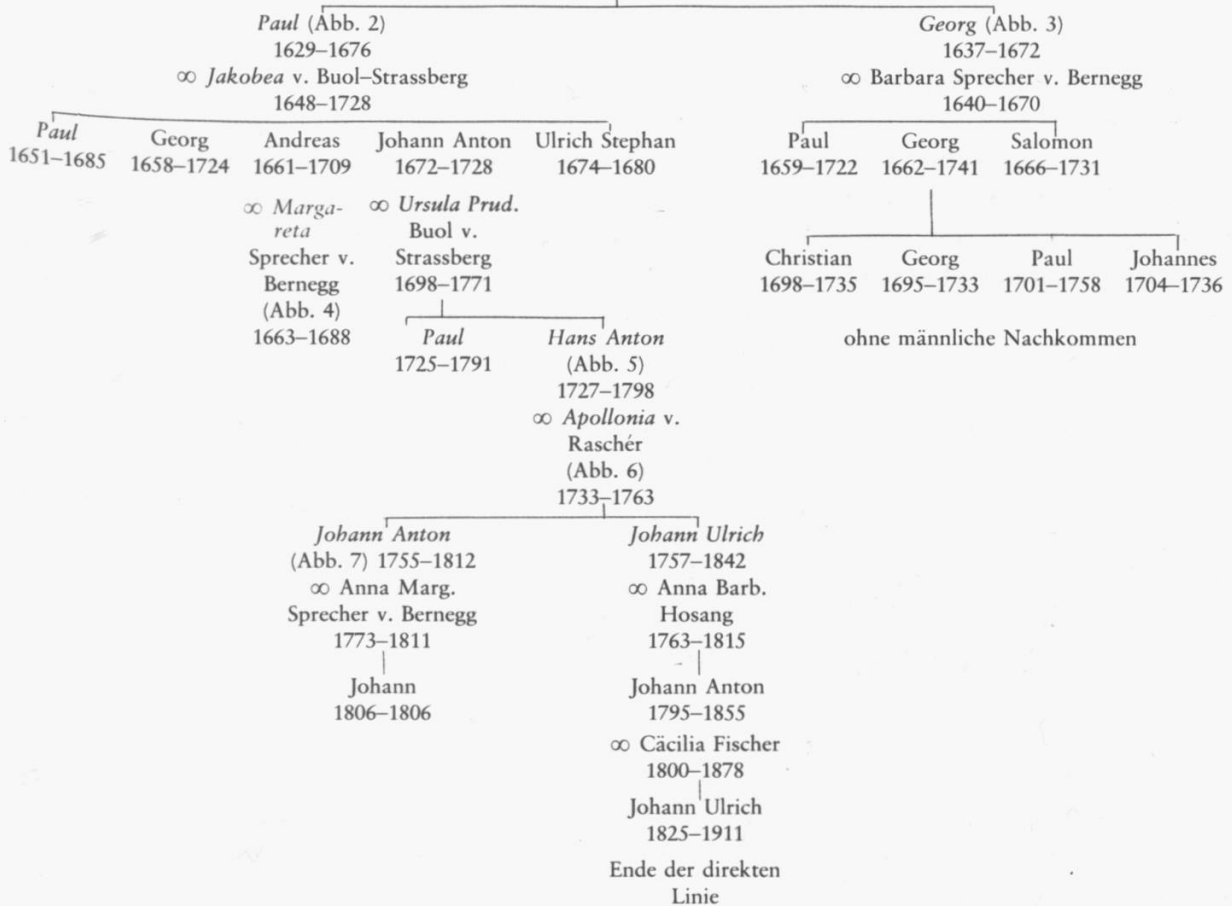 Paul (Abb. 2)
1629–1676
∞ Jakobea v. Buol–Strassberg
1648–1728
Georg (Abb. 3)
1637–1672
∞ Barbara Sprecher v. Bernegg
1640–1670
Paul
1651–1685
Georg
1658–1724
Andreas
1661–1709
∞ Marga-
reta
Sprecher v.
Bernegg
(Abb. 4)
1663–1688
Johann Anton
1672–1728
∞ Ursula Prud.
Buol v.
Strassberg
1698–1771
Ulrich Stephan
1674–1680
Paul
1659–1722
Georg
1662–1741
Salomon
1666–1731
Christian
1698–1735
Georg
1695–1733
Paul
1701–1758
Johannes
1704–1736
ohne männliche Nachkommen
Paul
1725–1791
Hans Anton
(Abb. 5)
1727–1798
∞ Apollonia v.
Raschér
(Abb. 6)
1733–1763
Johann Anton
(Abb. 7) 1755–1812
∞ Anna Marg.
Sprecher v. Bernegg
1773–1811
Johann
1806–1806
Johann Ulrich
1757–1842
∞ Anna Barb.
Hosang
1763–1815
Johann Anton
1795–1855
∞ Cäcilia Fischer
1800–1878
Johann Ulrich
1825–1911
Ende der direkten
Linie